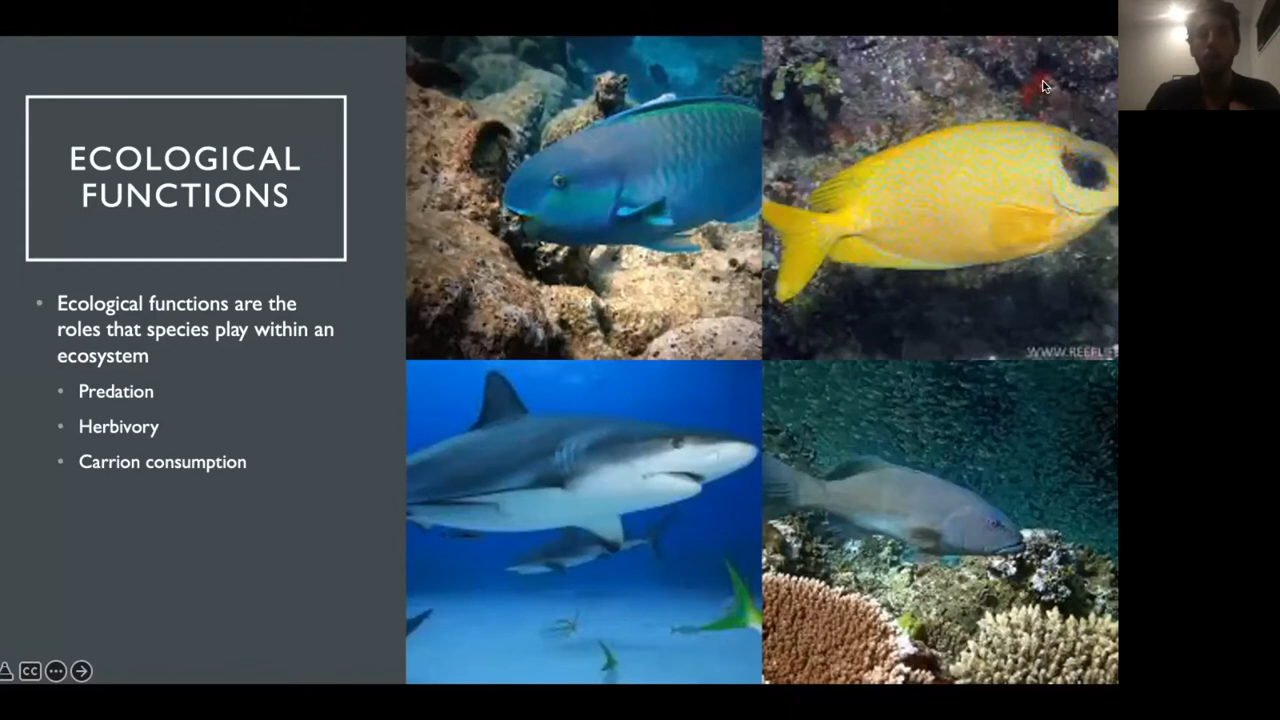 ECOLOGICAL
FUNCTIONS
Ecological functions are the
roles that species play within an
ecosystem
Predation
Herbivory
Carrion consumption
WWW.REEFLIF
CC